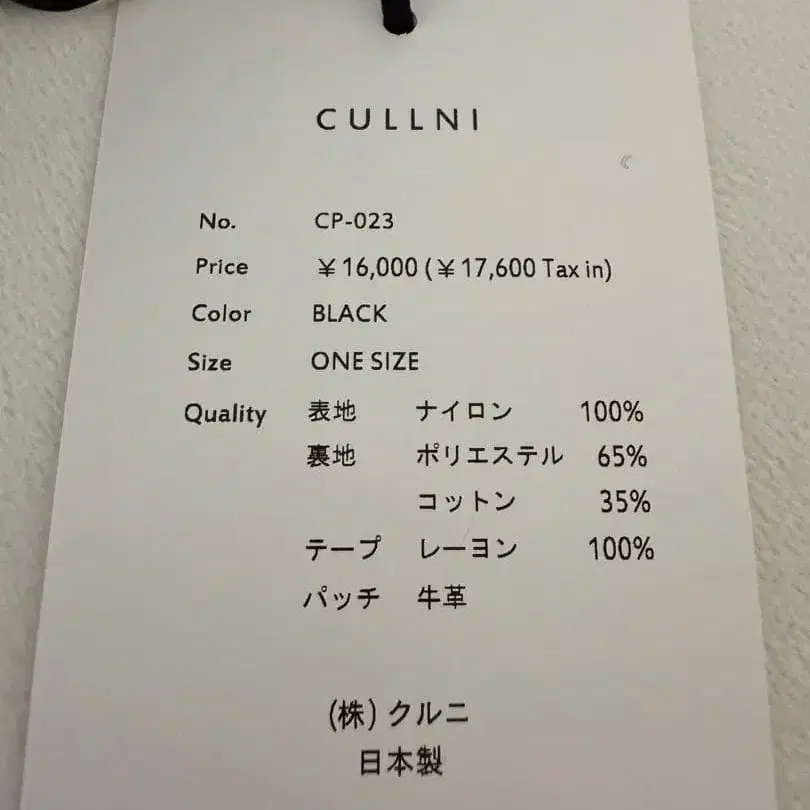 CULLNI
No. CP-023
Price ¥16,000 (¥17,600 Tax in)
Color BLACK
Size ONE SIZE
Quality 表地 ナイロン 100%
裏地 ポリエステル 65%
コットン 35%
テープ レーヨン 100%
パッチ 牛革
(株) クルニ
日本製